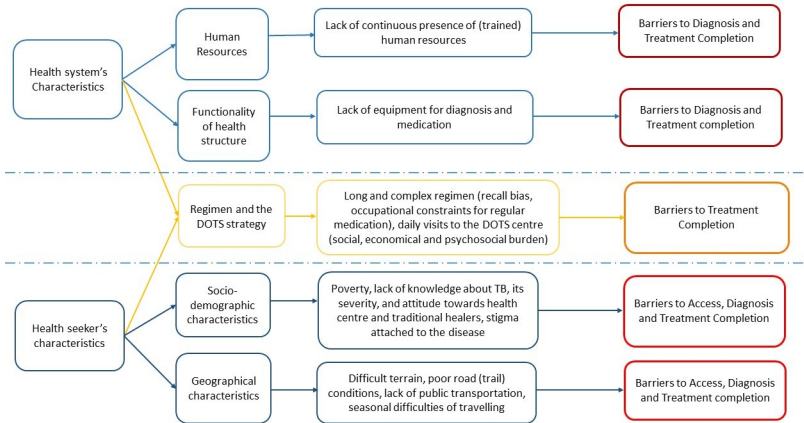 Health system's
Characteristics
Human
Resources
Lack of continuous presence of (trained)
human resources
Barriers to Diagnosis and
Treatment Completion
Functionality
of health
structure
Lack of equipment for diagnosis and
medication
Barriers to Diagnosis and
Treatment completion
Regimen and the
DOTS strategy
Long and complex regimen (recall bias,
occupational constraints for regular
medication), daily visits to the DOTS centre
(social, economical and psychosocial burden)
Barriers to Treatment
Completion
Health seeker's
characteristics
Socio-
demographic
characteristics
Poverty, lack of knowledge about TB, its
severity, and attitude towards health
centre and traditional healers, stigma
attached to the disease
Barriers to Access, Diagnosis
and Treatment Completion
Geographical
characteristics
Difficult terrain, poor road (trail)
conditions, lack of public transportation,
seasonal difficulties of travelling
Barriers to Access, Diagnosis
and Treatment completion